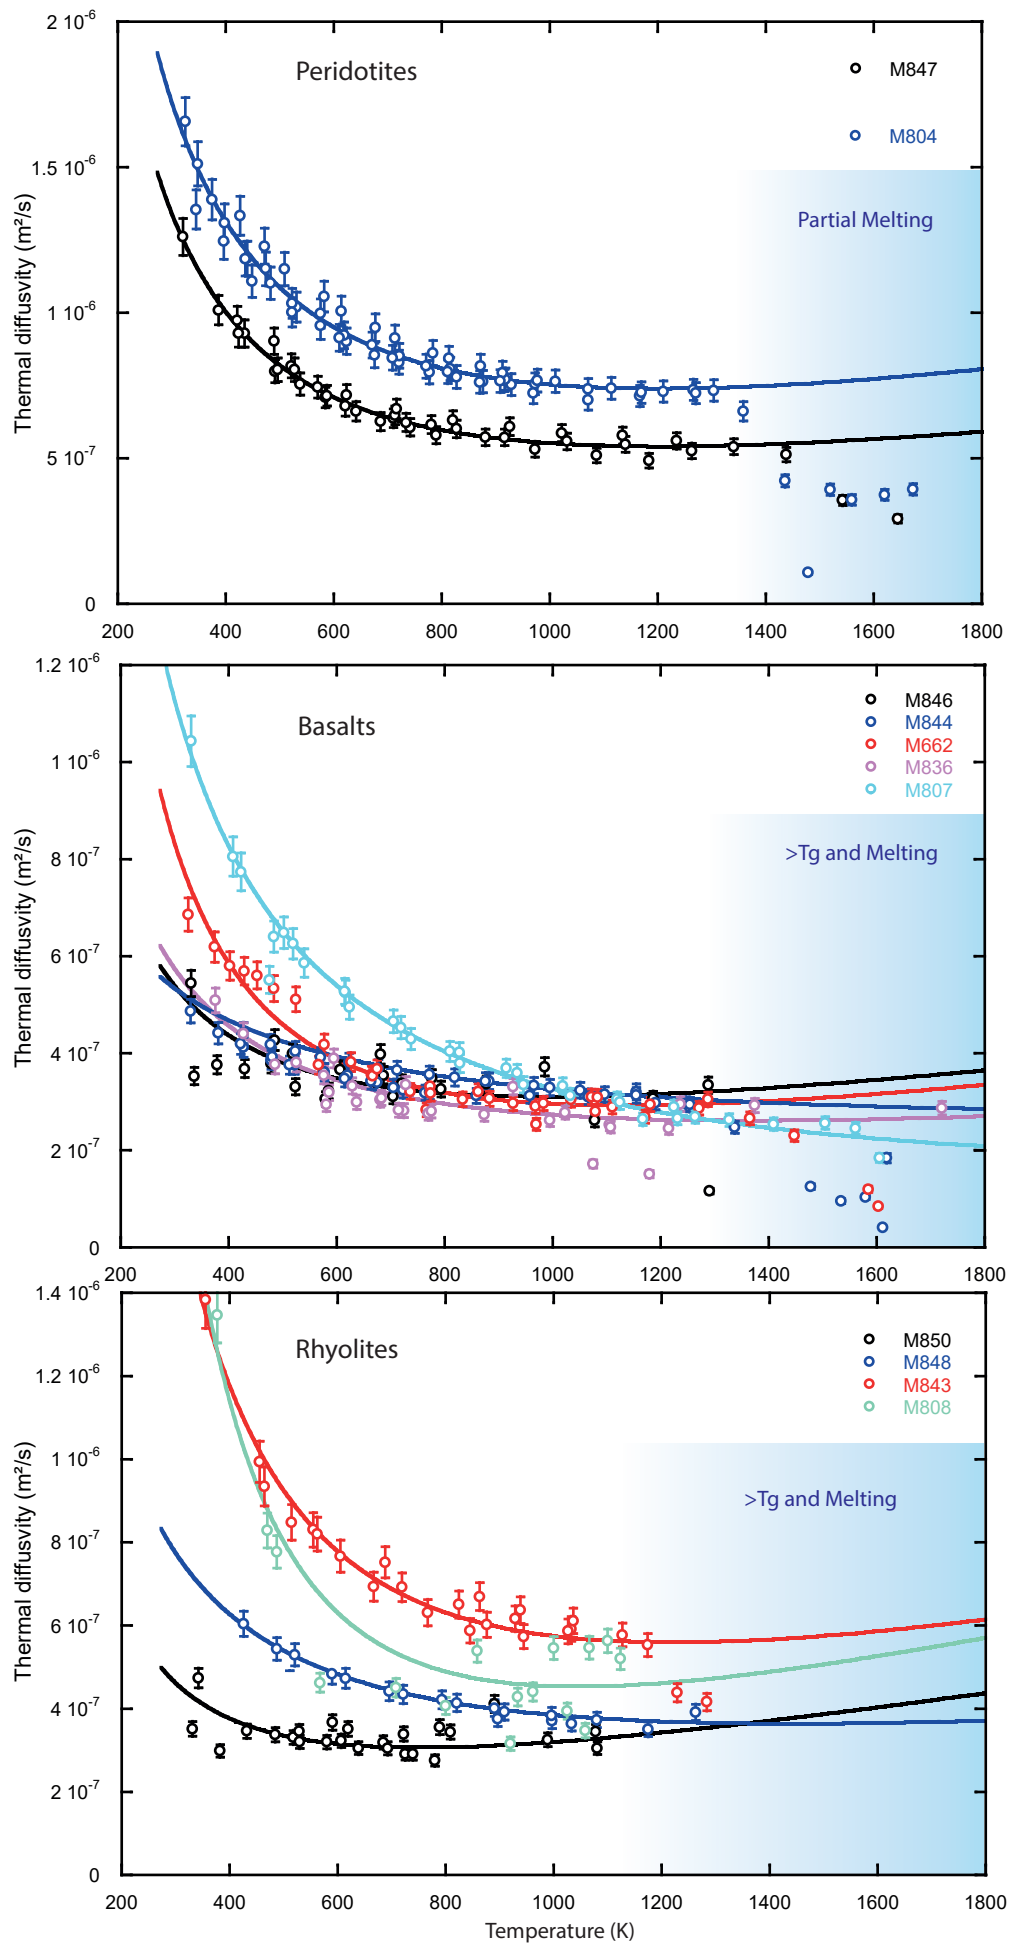 2 10⁻⁶
Peridotites
M847
M804
1.5 10⁻⁶
Partial Melting
1 10⁻⁶
5 10⁻⁷
0
Thermal diffusvity (m²/s)
200 400 600 800 1000 1200 1400 1600 1800
1.2 10⁻⁶
Basalts
M846
M844
M662
M836
M807
1 10⁻⁶
>Tg and Melting
8 10⁻⁷
6 10⁻⁷
4 10⁻⁷
2 10⁻⁷
0
Thermal diffusvity (m²/s)
200 400 600 800 1000 1200 1400 1600 1800
1.4 10⁻⁶
Rhyolites
M850
M848
M843
M808
1.2 10⁻⁶
1 10⁻⁶
>Tg and Melting
8 10⁻⁷
6 10⁻⁷
4 10⁻⁷
2 10⁻⁷
0
Thermal diffusvity (m²/s)
200 400 600 800 1000 1200 1400 1600 1800
Temperature (K)